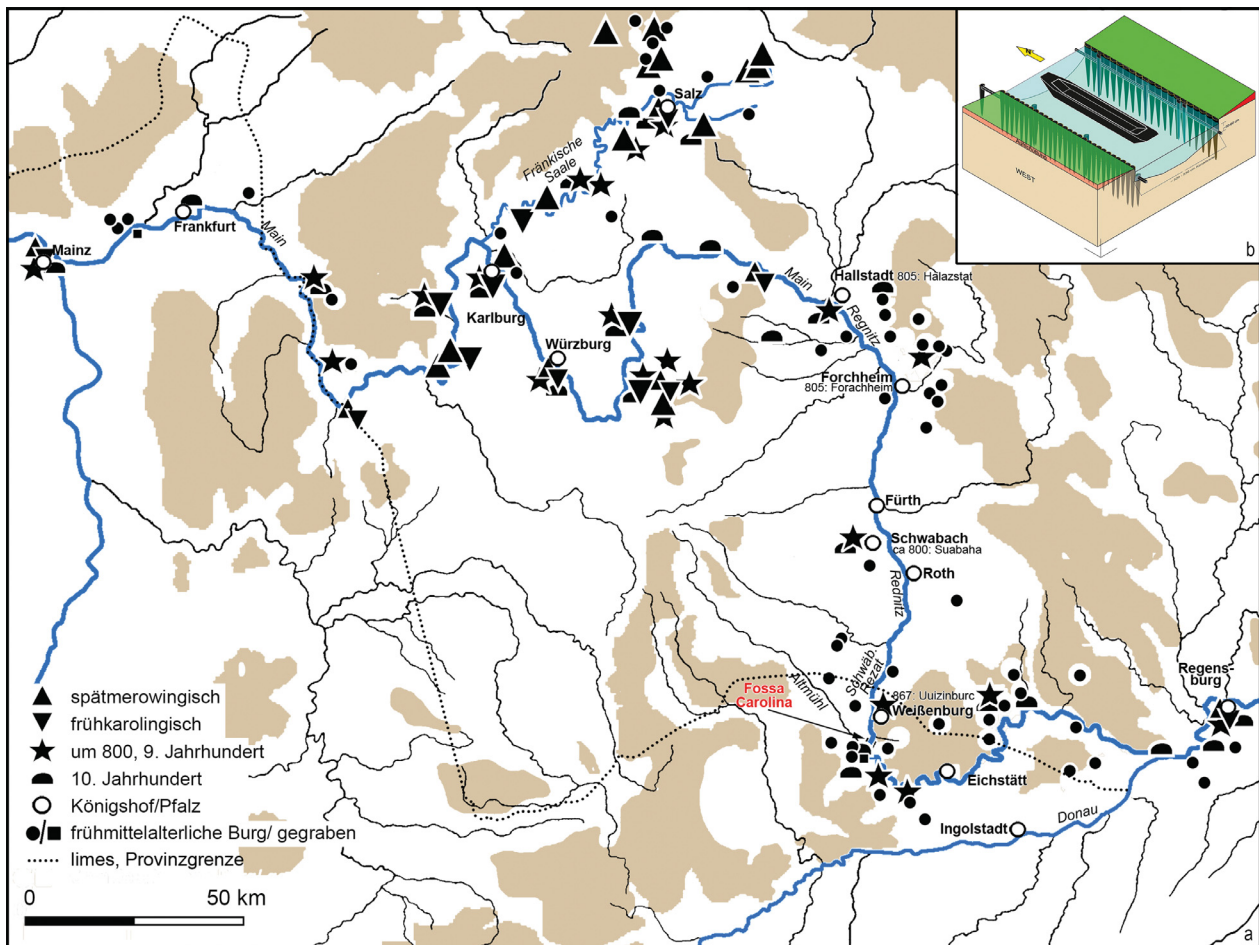 Salz
Fränkische
Saale
Frankfurt
Main
Mainz
Main
Hallstadt 805: Halazstat
Regnitz
Karlburg
Würzburg
Forchheim
805: Forachheim
Fürth
Schwabach
ca 800: Suabaha
Roth
Rednitz
Schwäb.
Rezat
Altmühl
Fossa
Carolina
867: Uuizinburc
Weißenburg
Regens-
burg
Eichstätt
Donau
Ingolstadt
spätmerowingisch
frühkarolingisch
um 800, 9. Jahrhundert
10. Jahrhundert
Königshof/Pfalz
frühmittelalterliche Burg/ gegraben
limes, Provinzgrenze
0 50 km
a
N
WEST
b